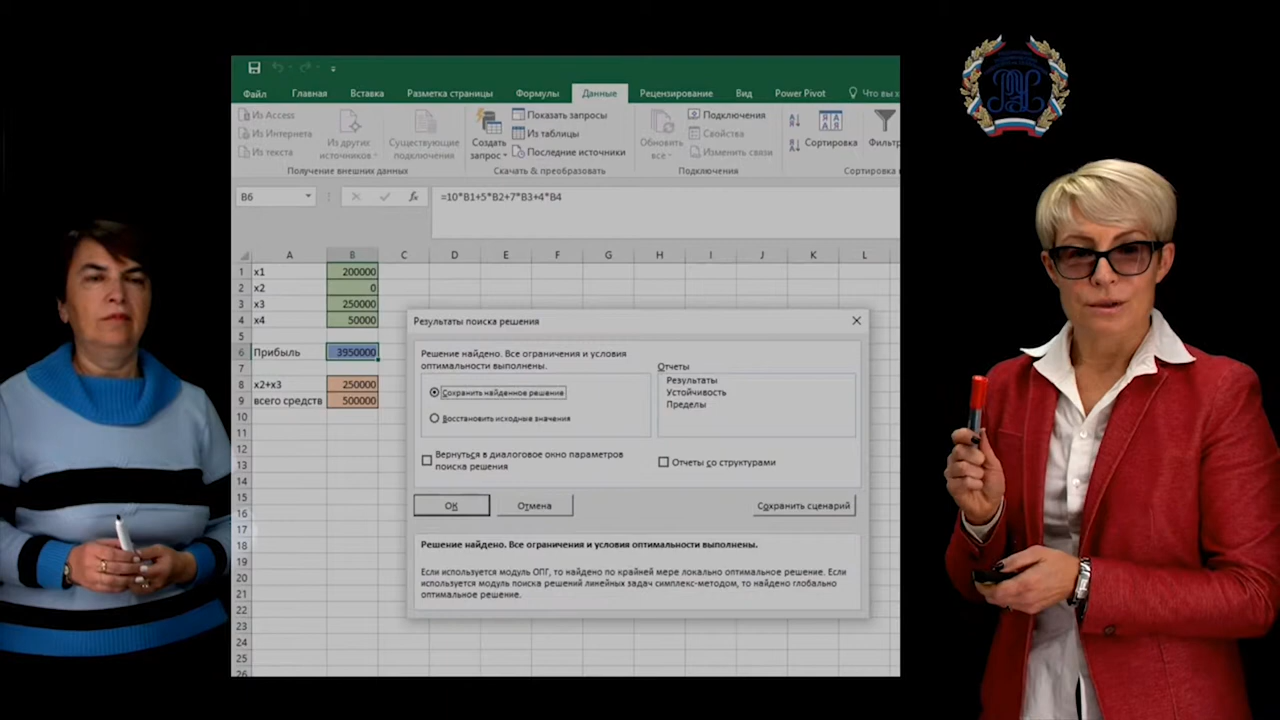 Файл Главная Вставка Разметка страницы Формулы Данные Рецензирование Вид Power Pivot Что вы х
Из Access
Из Интернета
Из текста
Из других
источников
Существующие
подключения
Получение внешних данных
Создать
запрос
Показать запросы
Из таблицы
Последние источники
Скачать & преобразовать
Обновить
все
Подключения
Свойства
Изменить связи
Подключения
Сортировка
Фильтр
Сортировка
B6 fx =10*B1+5*B2+7*B3+4*B4
A B C D E F G H I J K L
1 x1 200000
2 x2 0
3 x3 250000
4 x4 50000
5
6 Прибыль 3950000
7
8 x2+x3 250000
9 всего средств 500000
10
11
12
13
14
15
16
17
18
19
20
21
22
23
24
25
26
Результаты поиска решения
Решение найдено. Все ограничения и условия
оптимальности выполнены.
Сохранить найденное решение
Восстановить исходные значения
Отчеты
Результаты
Устойчивость
Пределы
Вернуться в диалоговое окно параметров
поиска решения
Отчеты со структурами
ОК Отмена Сохранить сценарий
Решение найдено. Все ограничения и условия оптимальности выполнены.
Если используется модуль ОПГ, то найдено по крайней мере локально оптимальное решение. Если
используется модуль поиска решений линейных задач симплекс-методом, то найдено глобально
оптимальное решение.